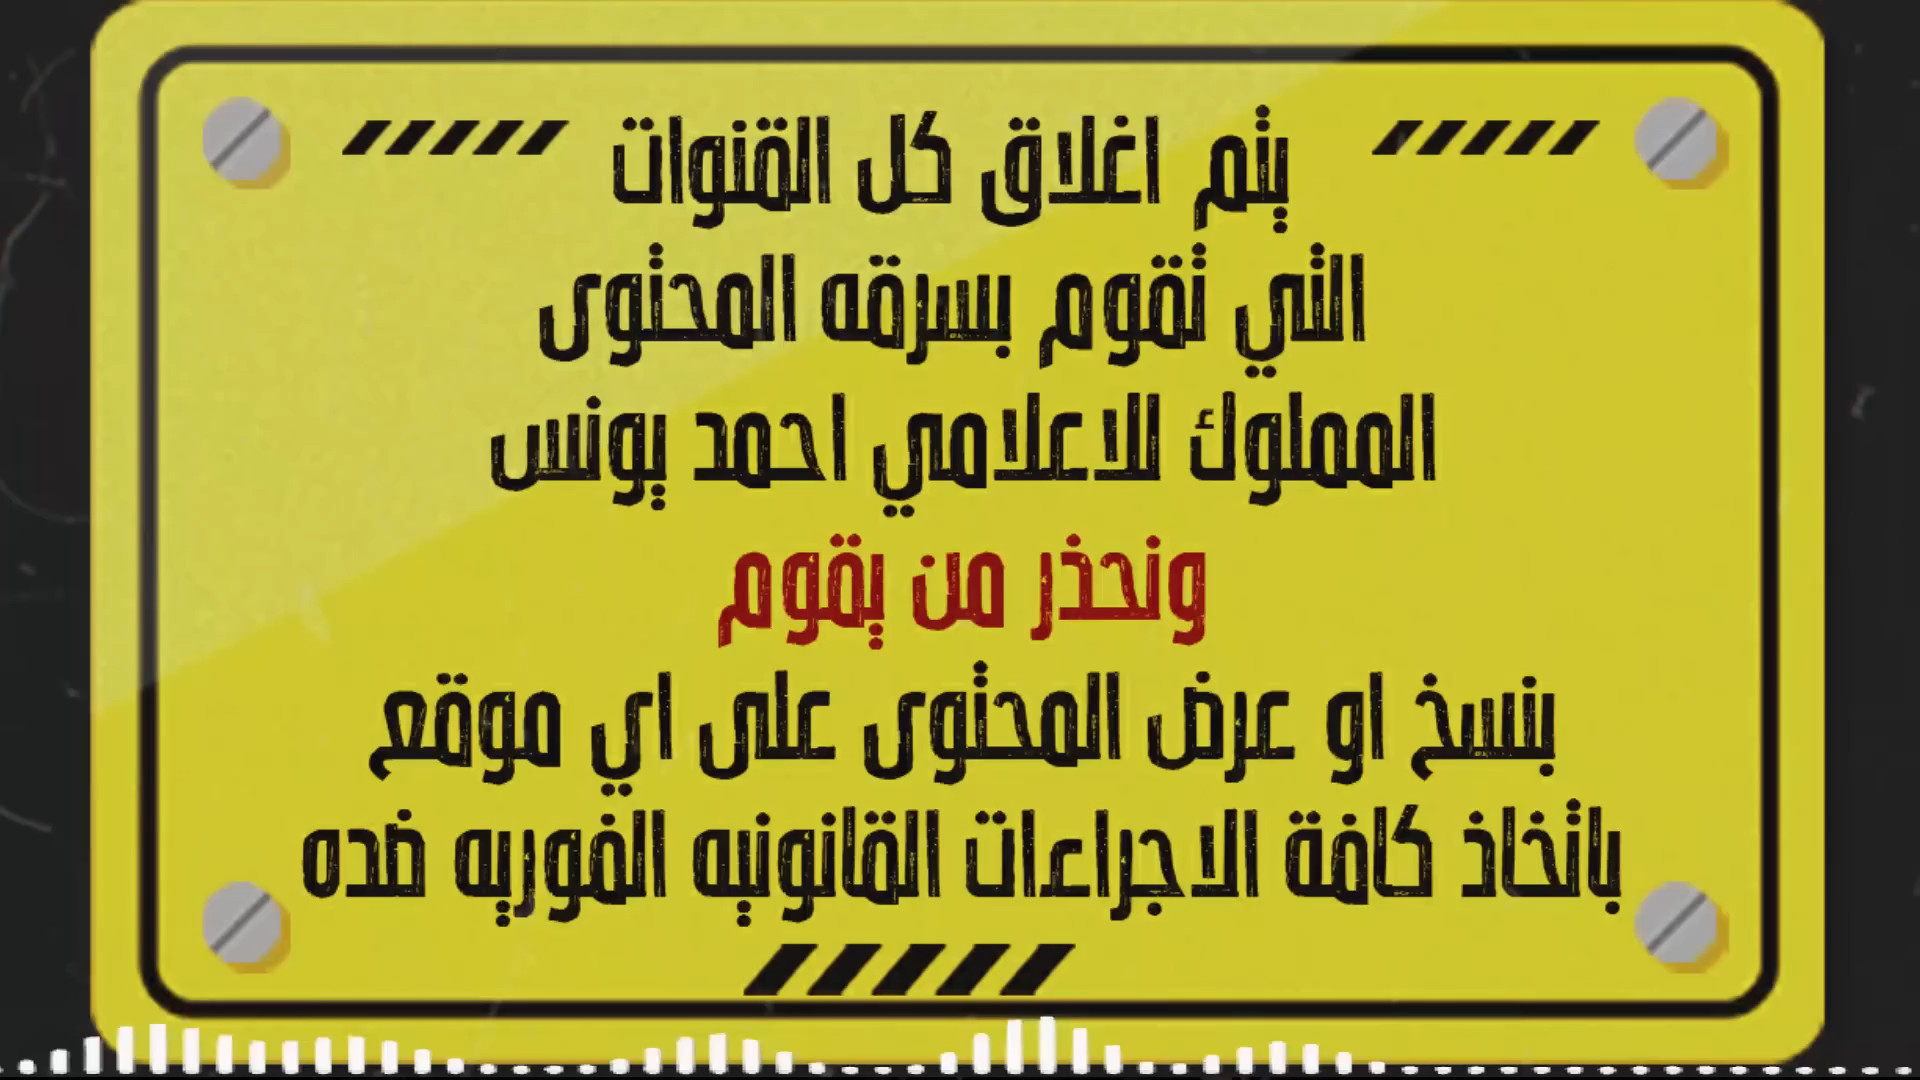 يتم اغلاق كل القنوات
التي تقوم بسرقه المحتوى
المملوك للاعلامي احمد يونس
ونحذر من يقوم
بنسخ او عرض المحتوى على اي موقع
باتخاذ كافة الاجراءات القانونيه الفوريه ضده